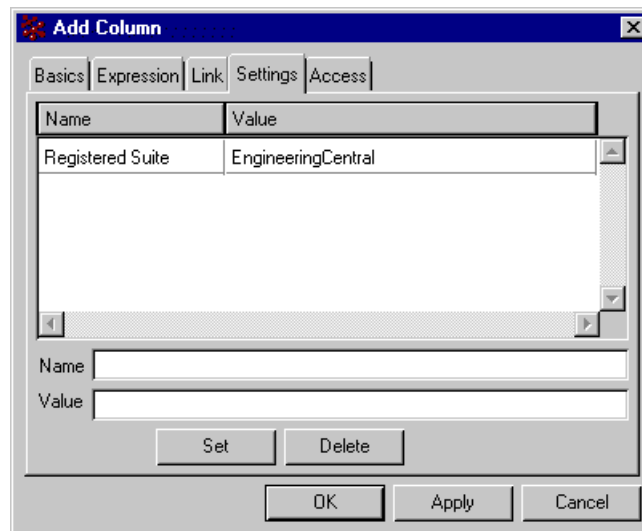 Add Column
Basics Expression Link Settings Access
Name Value
Registered Suite EngineeringCentral
Name
Value
Set Delete
OK Apply Cancel